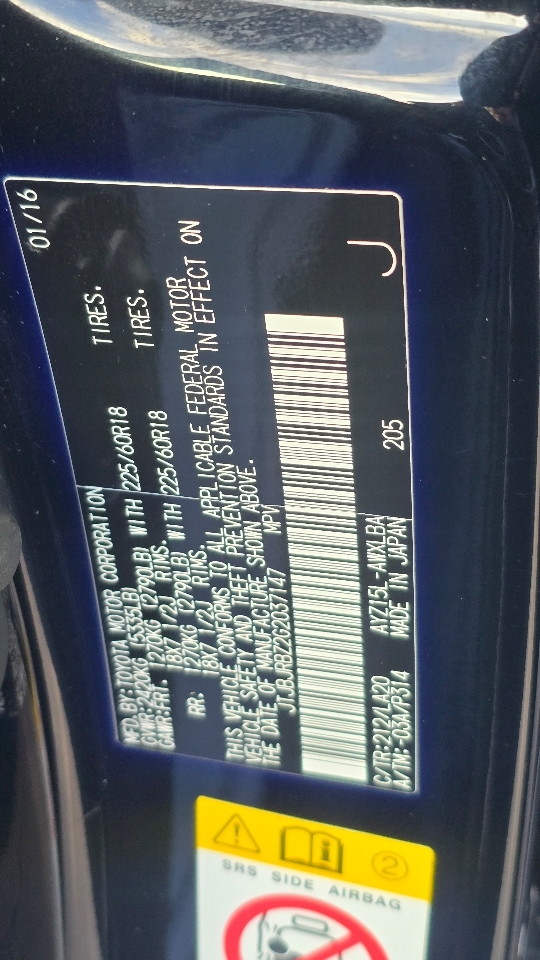 MFD. BY: TOYOTA MOTOR CORPORATION 01/16
GVWR: 2420KG (5335LB)
GAWR: FRT. 1270KG (2790LB) WITH 225/60R18 TIRES.
18X7 1/2J RIMS.
RR. 1270KG (2790LB) WITH 225/60R18 TIRES.
18X7 1/2J RIMS.
THIS VEHICLE CONFORMS TO ALL APPLICABLE FEDERAL MOTOR
VEHICLE SAFETY AND THEFT PREVENTION STANDARDS IN EFFECT ON
THE DATE OF MANUFACTURE SHOWN ABOVE.
JTJBJRBZ2G2037147 MPV
J
C/TR: 212/LA20 AYZ15L-AWXLBA 205
A/TM: -03A/P314 MADE IN JAPAN
2
SRS SIDE AIRBAG